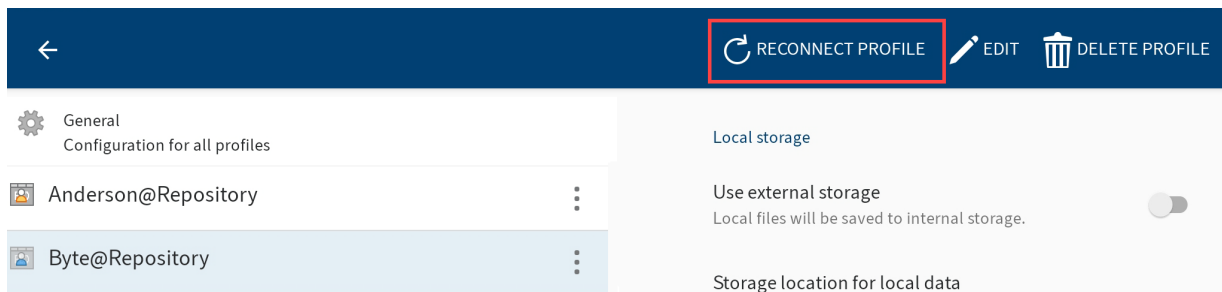 RECONNECT PROFILE
EDIT
DELETE PROFILE
General
Configuration for all profiles
Anderson@Repository
Byte@Repository
Local storage
Use external storage
Local files will be saved to internal storage.
Storage location for local data